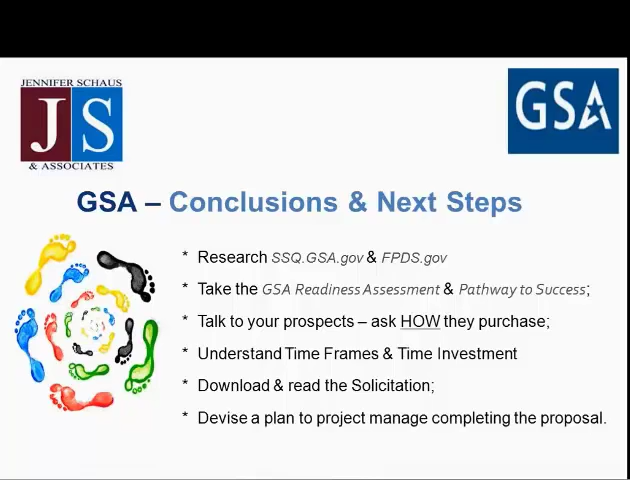 JENNIFER SCHAUS
JS
& ASSOCIATES
GSA
GSA – Conclusions & Next Steps
* Research SSQ.GSA.gov & FPDS.gov
* Take the GSA Readiness Assessment & Pathway to Success;
* Talk to your prospects – ask HOW they purchase;
* Understand Time Frames & Time Investment
* Download & read the Solicitation;
* Devise a plan to project manage completing the proposal.